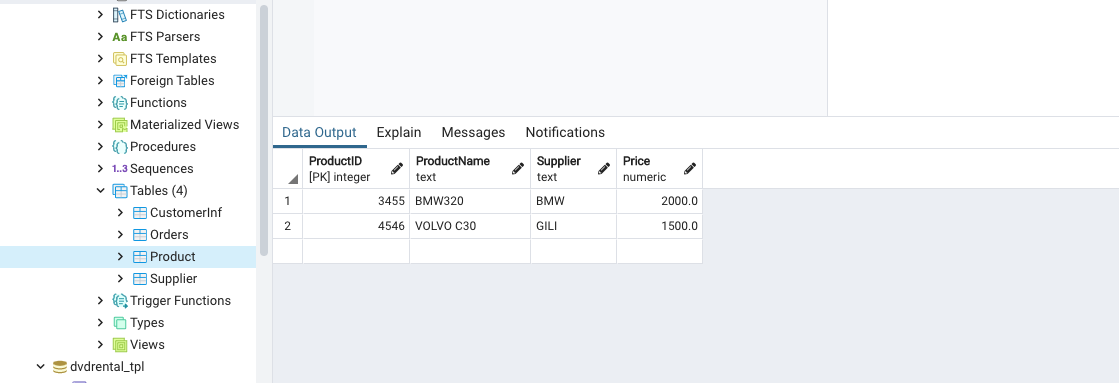 FTS Dictionaries
Aa FTS Parsers
FTS Templates
Foreign Tables
Functions
Materialized Views
Procedures
1..3 Sequences
Tables (4)
CustomerInf
Orders
Product
Supplier
Trigger Functions
Types
Views
dvdrental_tpl
Data Output Explain Messages Notifications
ProductID ProductName Supplier Price
[PK] integer text text numeric
1 3455 BMW320 BMW 2000.0
2 4546 VOLVO C30 GILI 1500.0